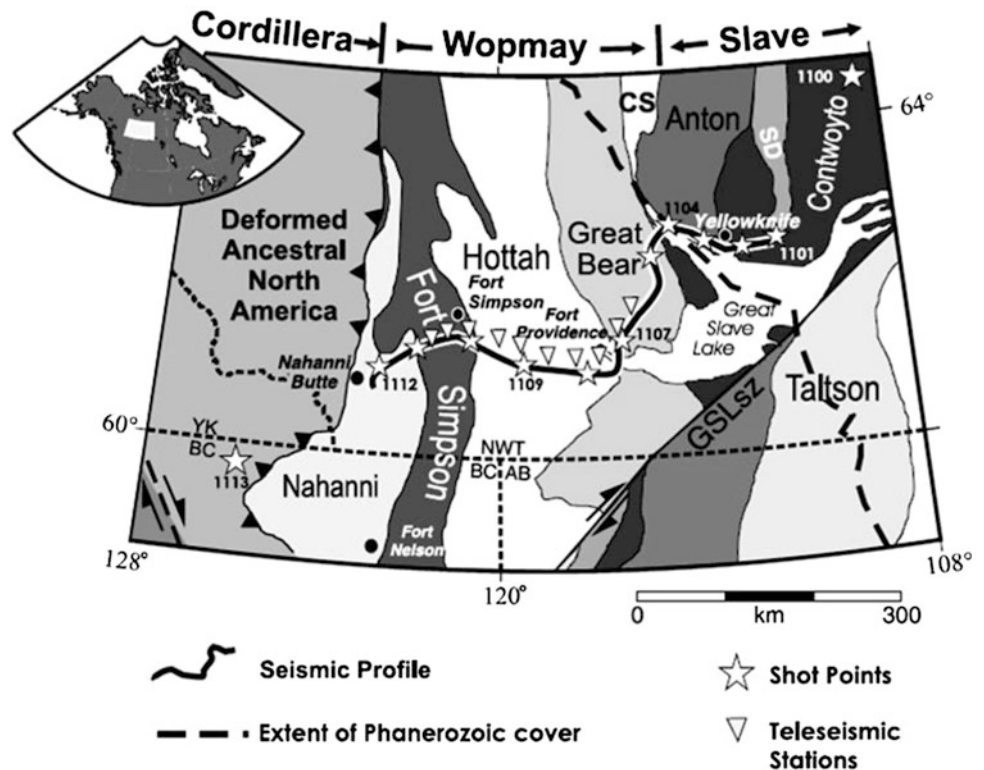 Cordillera
Wopmay
Slave
1100
64°
CS
Anton
SD
Contwoyto
Deformed
Ancestral
North
America
1104
Yellowknife
1101
Hottah
Great
Bear
Fort
Simpson
Fort
Simpson
Fort
Providence
1107
Great
Slave
Lake
Nahanni
Butte
1112
1109
GSLsz
Taltson
60°
YK
BC
NWT
BC
AB
1113
Nahanni
Fort
Nelson
128°
120°
108°
km
0
300
Seismic Profile
Shot Points
Extent of Phanerozoic cover
Teleseismic
Stations